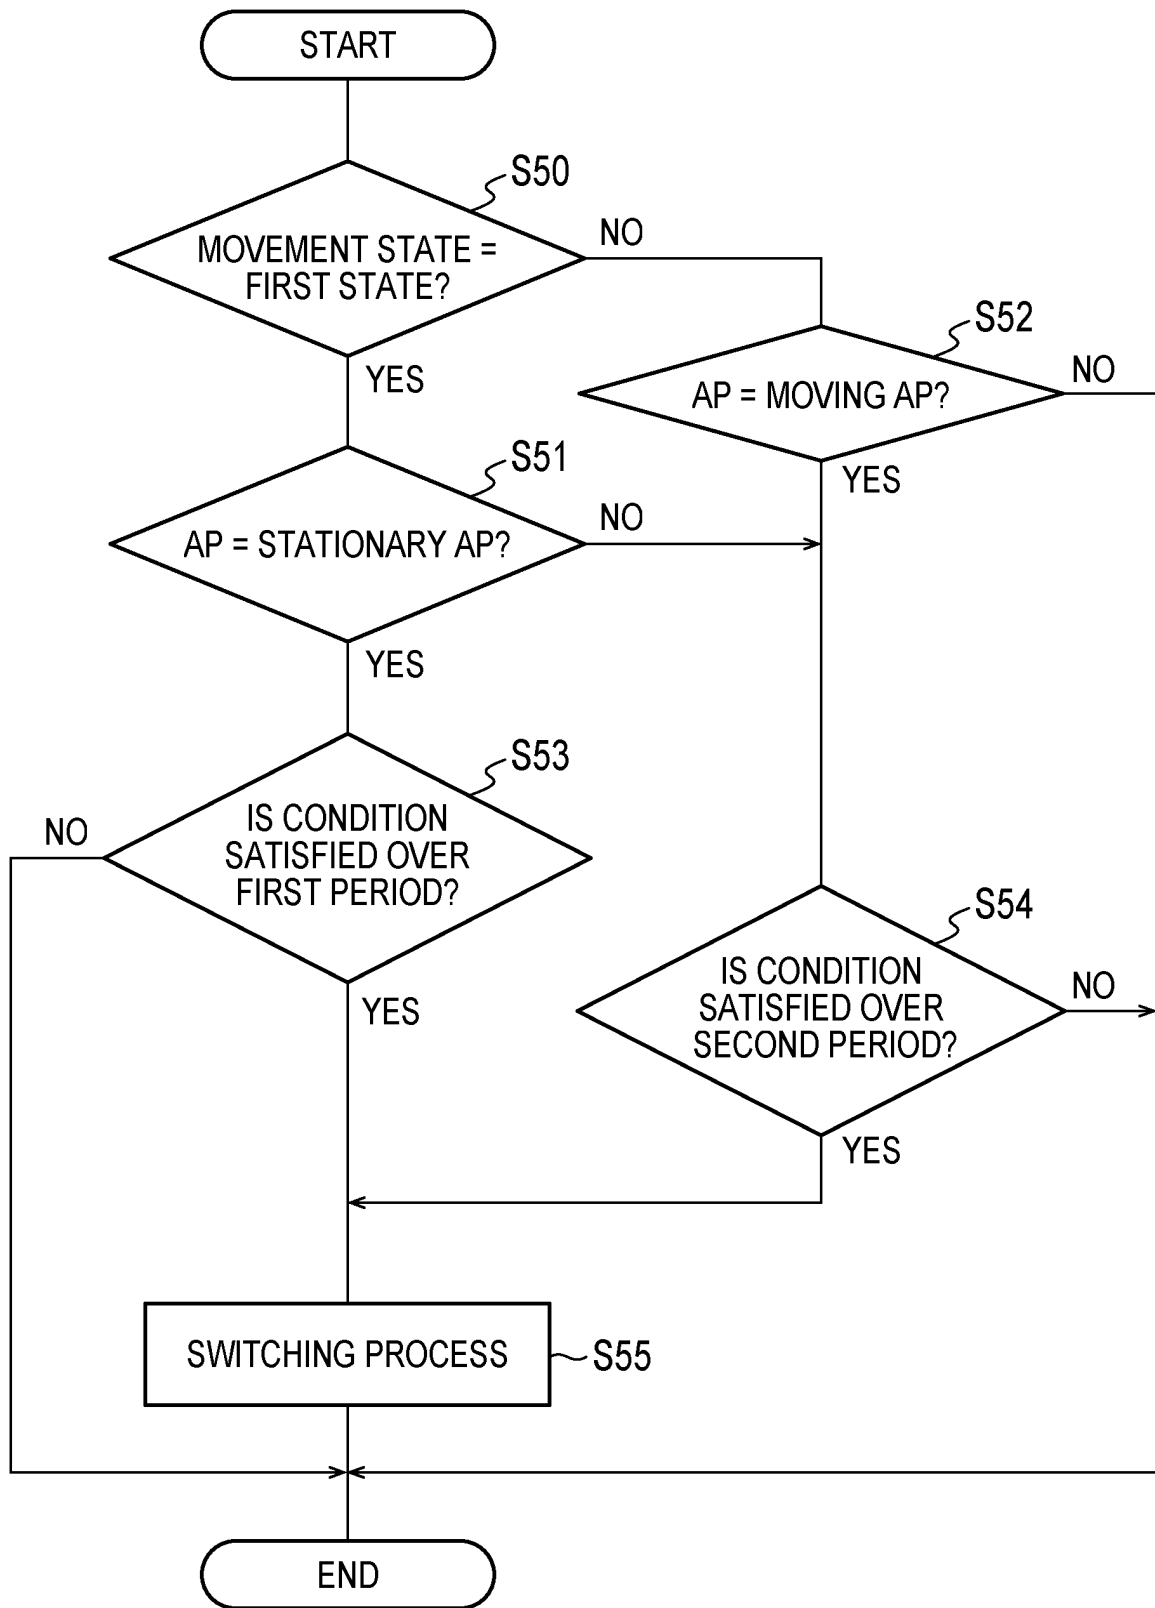 START
S50
MOVEMENT STATE =
FIRST STATE?
NO
YES
S52
AP = MOVING AP?
NO
YES
S51
AP = STATIONARY AP?
NO
YES
S53
IS CONDITION
SATISFIED OVER
FIRST PERIOD?
NO
YES
S54
IS CONDITION
SATISFIED OVER
SECOND PERIOD?
NO
YES
SWITCHING PROCESS
S55
END